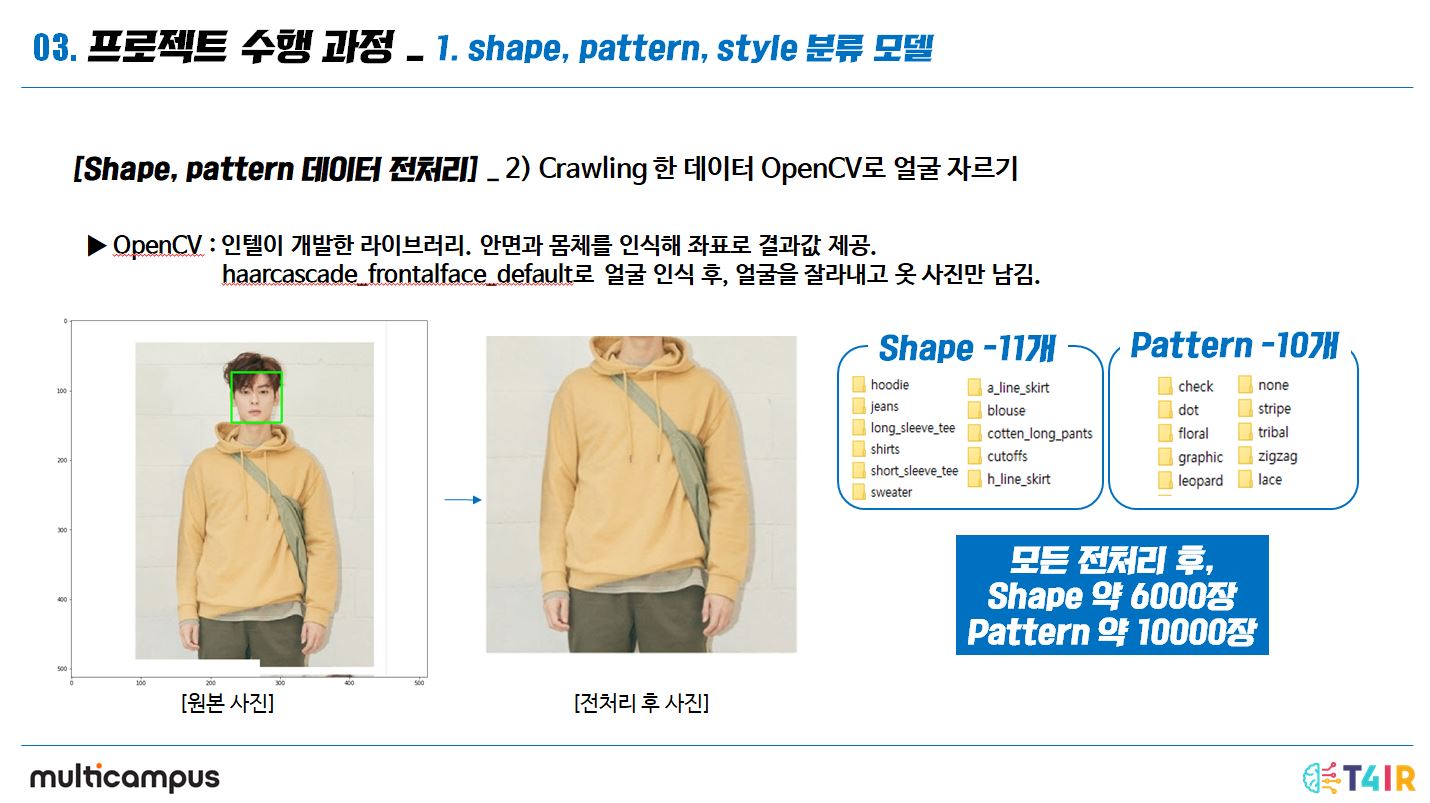 03. 프로젝트 수행 과정 _ 1. shape, pattern, style 분류 모델
[Shape, pattern 데이터 전처리] _ 2) Crawling 한 데이터 OpenCV로 얼굴 자르기
▶ OpenCV : 인텔이 개발한 라이브러리. 안면과 몸체를 인식해 좌표로 결과값 제공.
haarcascade_frontalface_default로 얼굴 인식 후, 얼굴을 잘라내고 옷 사진만 남김.
0
100
200
300
400
500
0 100 200 300 400 500
[원본 사진]
[전처리 후 사진]
Shape -11개
hoodie
jeans
long_sleeve_tee
shirts
short_sleeve_tee
sweater
a_line_skirt
blouse
cotten_long_pants
cutoffs
h_line_skirt
Pattern -10개
check
dot
floral
graphic
leopard
none
stripe
tribal
zigzag
lace
모든 전처리 후,
Shape 약 6000장
Pattern 약 10000장
multicampus
T4IR